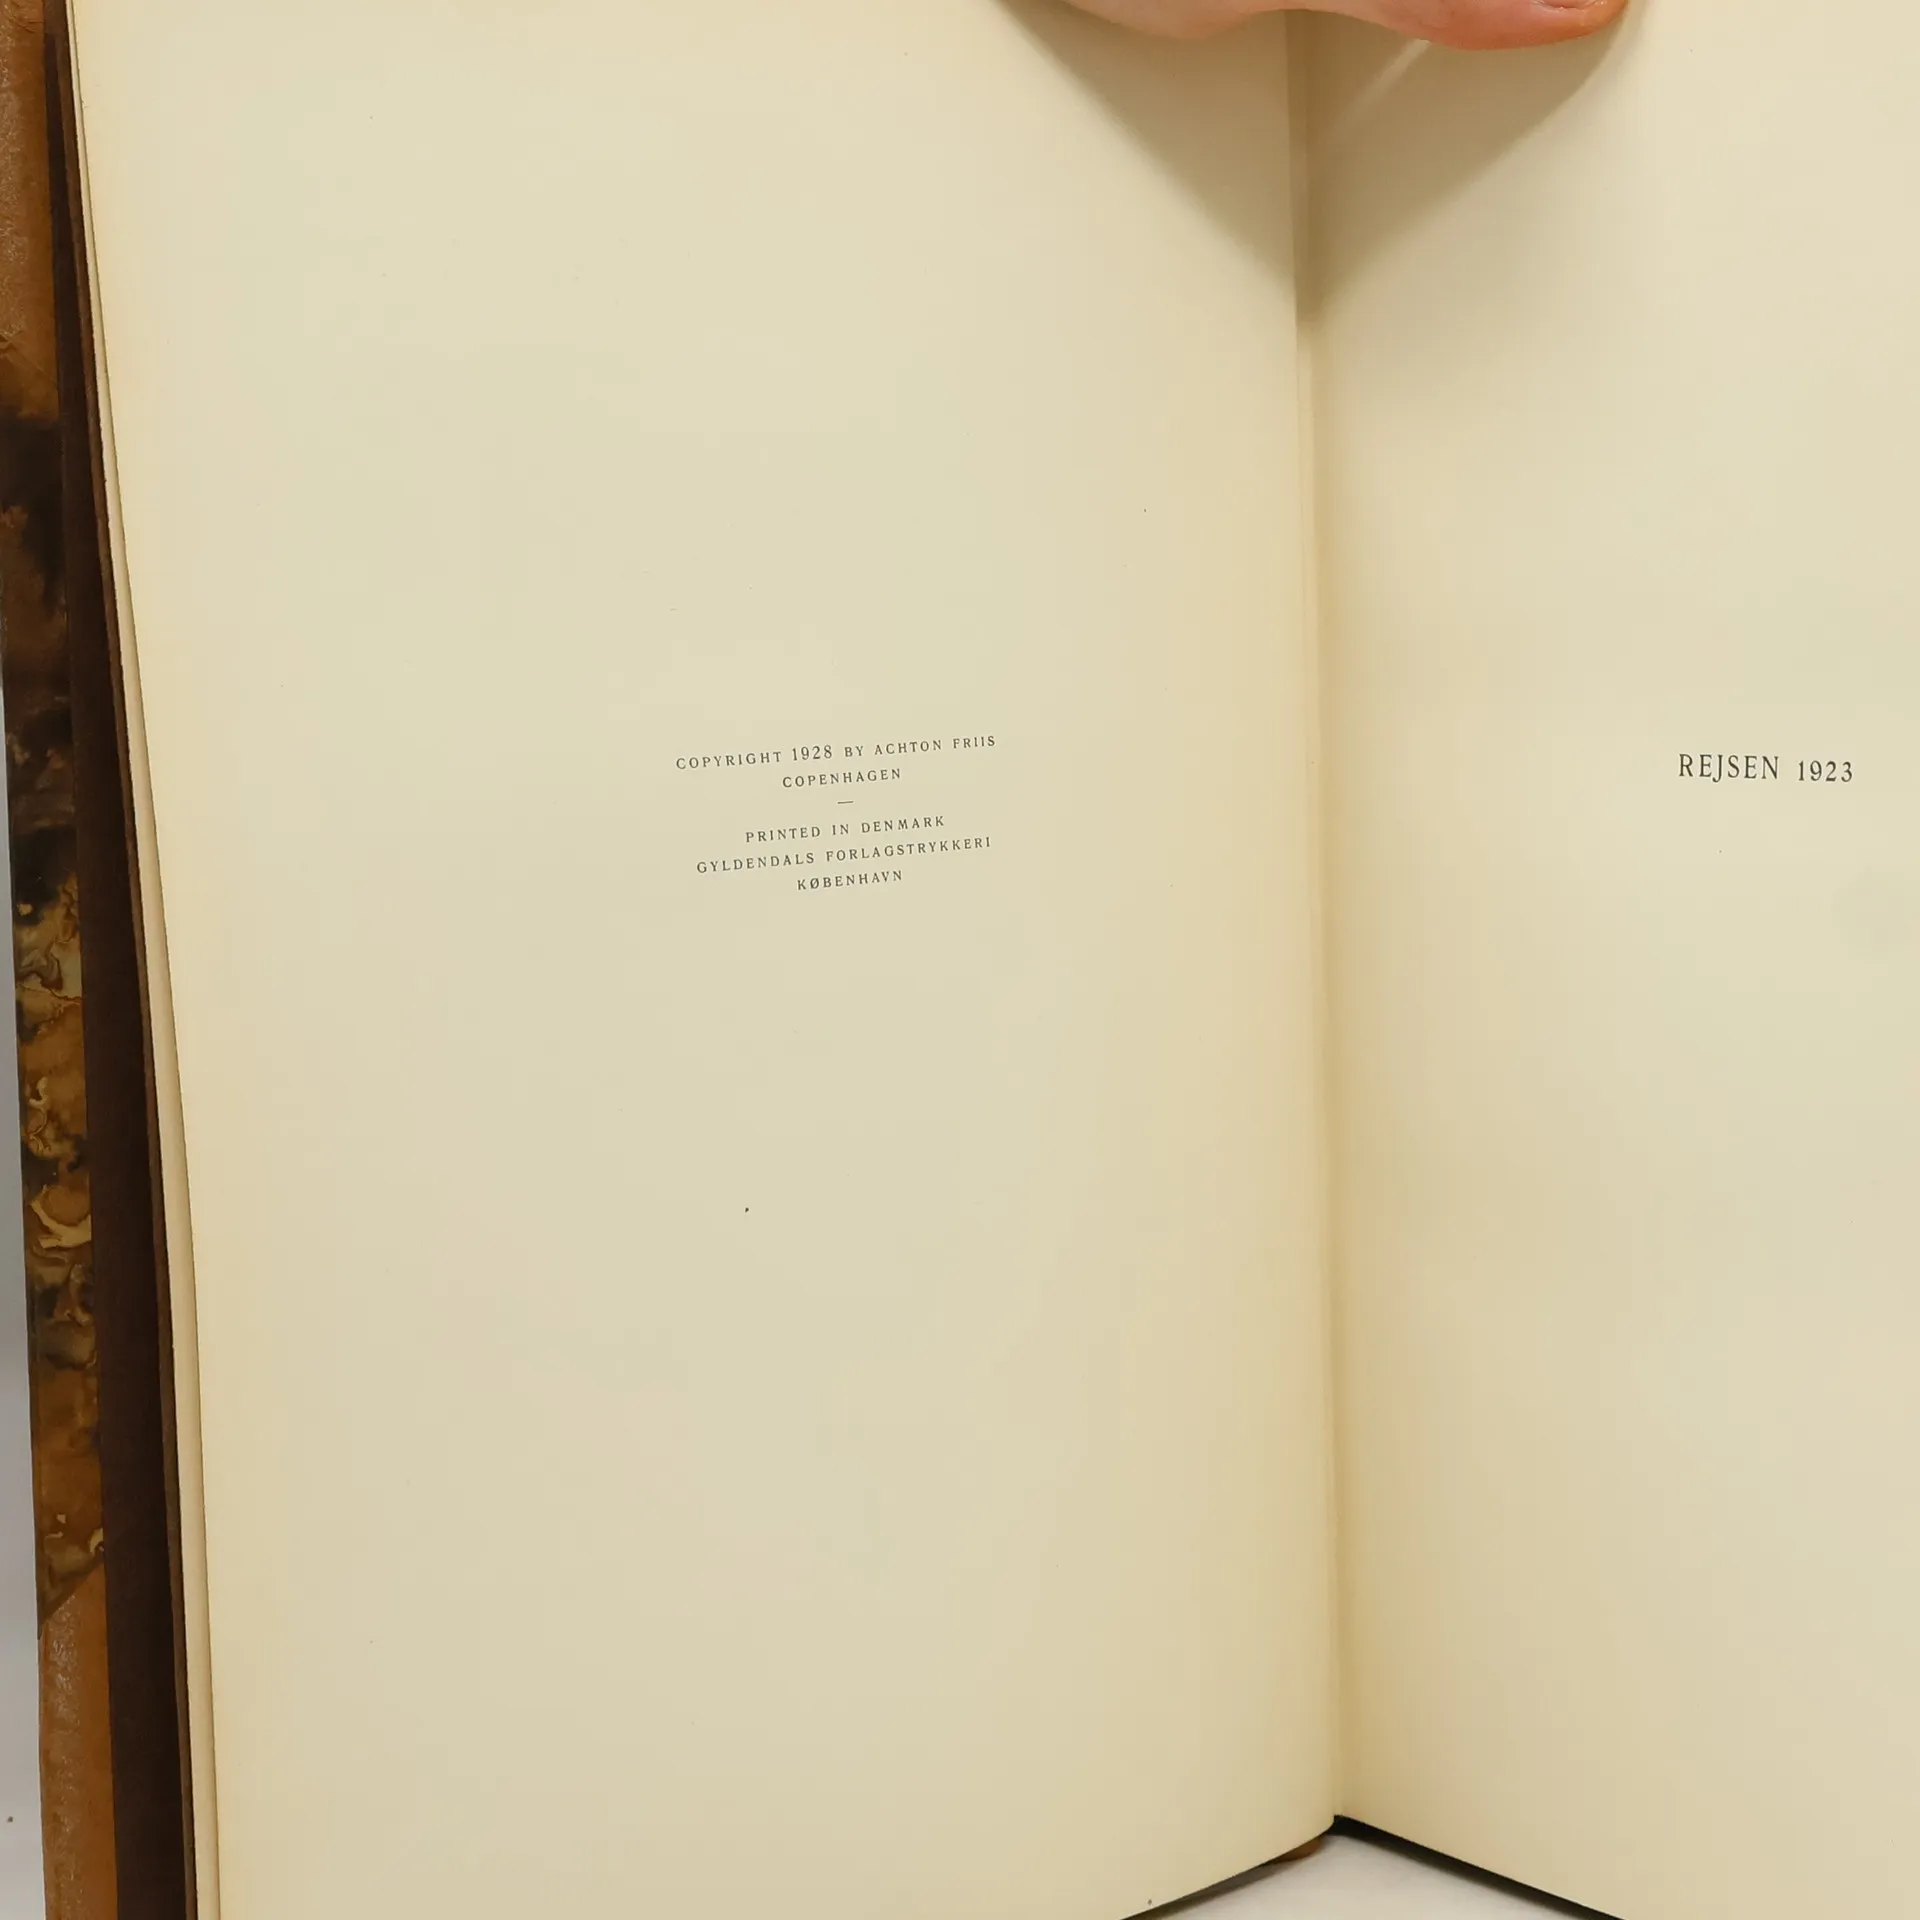 COPYRIGHT 1928 BY ACHTON FRIIS
COPENHAGEN
—
PRINTED IN DENMARK
GYLDENDALS FORLAGSTRYKKERI
KØBENHAVN
REJSEN 1923